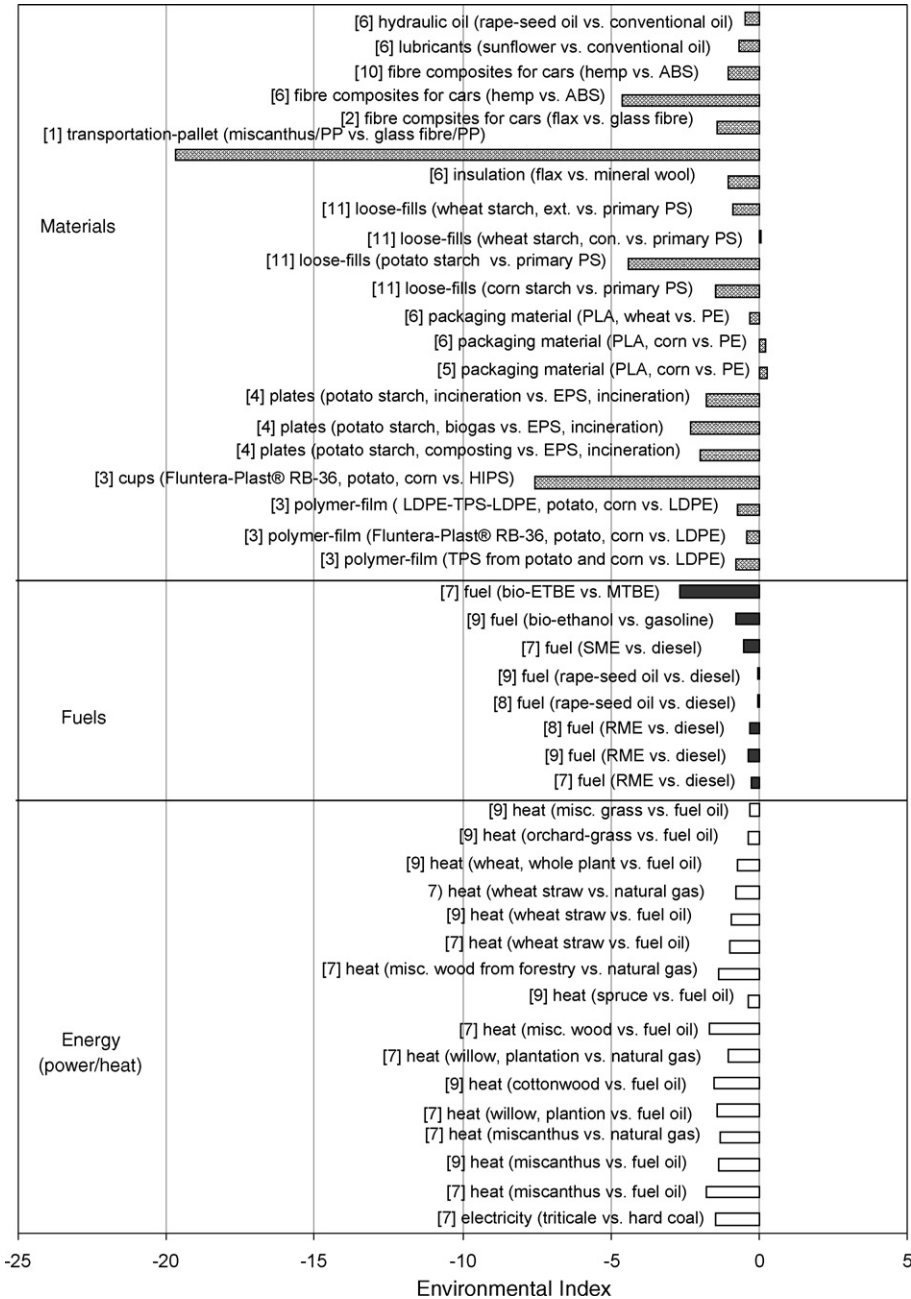 [6] hydraulic oil (rape-seed oil vs. conventional oil)
[6] lubricants (sunflower vs. conventional oil)
[10] fibre composites for cars (hemp vs. ABS)
[6] fibre composites for cars (hemp vs. ABS)
[2] fibre compsites for cars (flax vs. glass fibre)
[1] transportation-pallet (miscanthus/PP vs. glass fibre/PP)
[6] insulation (flax vs. mineral wool)
[11] loose-fills (wheat starch, ext. vs. primary PS)
Materials
[11] loose-fills (wheat starch, con. vs. primary PS)
[11] loose-fills (potato starch vs. primary PS)
[11] loose-fills (corn starch vs. primary PS)
[6] packaging material (PLA, wheat vs. PE)
[6] packaging material (PLA, corn vs. PE)
[5] packaging material (PLA, corn vs. PE)
[4] plates (potato starch, incineration vs. EPS, incineration)
[4] plates (potato starch, biogas vs. EPS, incineration)
[4] plates (potato starch, composting vs. EPS, incineration)
[3] cups (Fluntera-Plast® RB-36, potato, corn vs. HIPS)
[3] polymer-film ( LDPE-TPS-LDPE, potato, corn vs. LDPE)
[3] polymer-film (Fluntera-Plast® RB-36, potato, corn vs. LDPE)
[3] polymer-film (TPS from potato and corn vs. LDPE)
[7] fuel (bio-ETBE vs. MTBE)
[9] fuel (bio-ethanol vs. gasoline)
[7] fuel (SME vs. diesel)
[9] fuel (rape-seed oil vs. diesel)
[8] fuel (rape-seed oil vs. diesel)
Fuels
[8] fuel (RME vs. diesel)
[9] fuel (RME vs. diesel)
[7] fuel (RME vs. diesel)
[9] heat (misc. grass vs. fuel oil)
[9] heat (orchard-grass vs. fuel oil)
[9] heat (wheat, whole plant vs. fuel oil)
7) heat (wheat straw vs. natural gas)
[9] heat (wheat straw vs. fuel oil)
[7] heat (wheat straw vs. fuel oil)
[7] heat (misc. wood from forestry vs. natural gas)
[9] heat (spruce vs. fuel oil)
[7] heat (misc. wood vs. fuel oil)
Energy
(power/heat)
[7] heat (willow, plantation vs. natural gas)
[9] heat (cottonwood vs. fuel oil)
[7] heat (willow, plantion vs. fuel oil)
[7] heat (miscanthus vs. natural gas)
[9] heat (miscanthus vs. fuel oil)
[7] heat (miscanthus vs. fuel oil)
[7] electricity (triticale vs. hard coal)
-25 -20 -15 -10 -5 0 5
Environmental Index